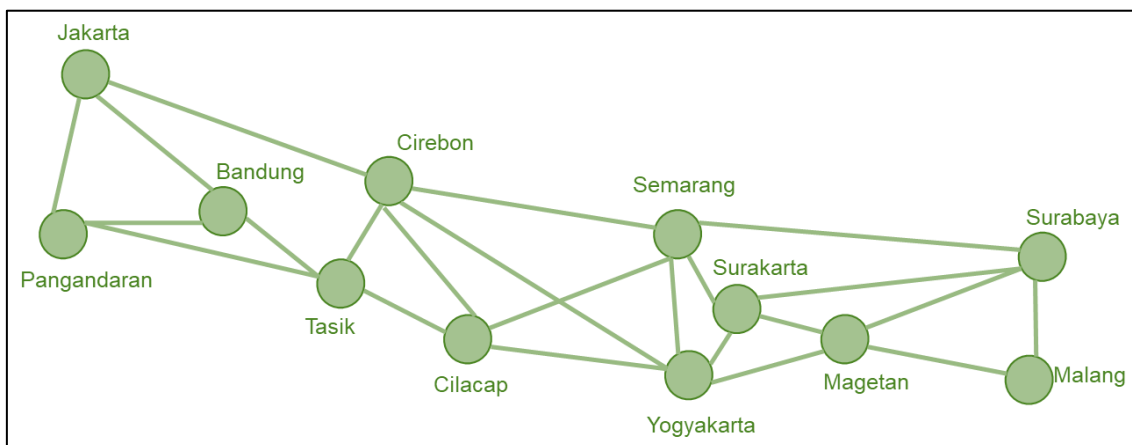 Jakarta
Cirebon
Bandung
Semarang
Surabaya
Pangandaran
Surakarta
Tasik
Cilacap
Magetan
Malang
Yogyakarta